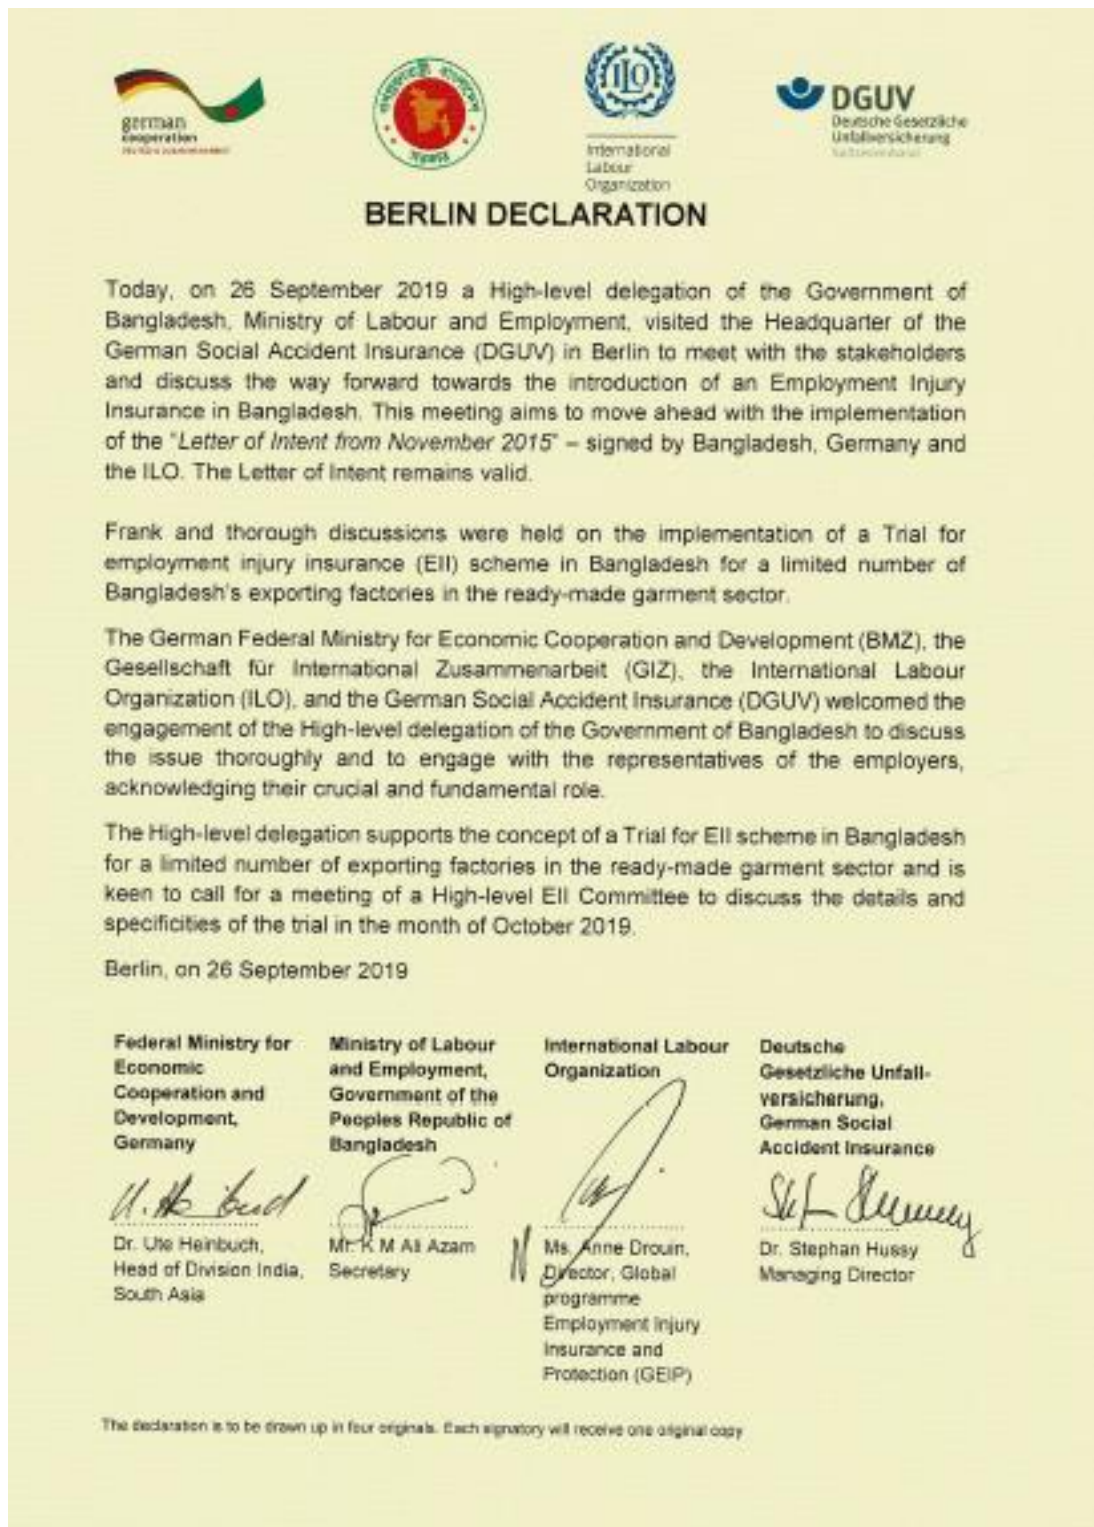 german
cooperation
DEUTSCHE ZUSAMMENARBEIT
ILO
International
Labour
Organization
DGUV
Deutsche Gesetzliche
Unfallversicherung
BERLIN DECLARATION
Today, on 26 September 2019 a High-level delegation of the Government of
Bangladesh, Ministry of Labour and Employment, visited the Headquarter of the
German Social Accident Insurance (DGUV) in Berlin to meet with the stakeholders
and discuss the way forward towards the introduction of an Employment Injury
Insurance in Bangladesh. This meeting aims to move ahead with the implementation
of the "Letter of Intent from November 2015" – signed by Bangladesh, Germany and
the ILO. The Letter of Intent remains valid.
Frank and thorough discussions were held on the implementation of a Trial for
employment injury insurance (EII) scheme in Bangladesh for a limited number of
Bangladesh's exporting factories in the ready-made garment sector.
The German Federal Ministry for Economic Cooperation and Development (BMZ), the
Gesellschaft für International Zusammenarbeit (GIZ), the International Labour
Organization (ILO), and the German Social Accident Insurance (DGUV) welcomed the
engagement of the High-level delegation of the Government of Bangladesh to discuss
the issue thoroughly and to engage with the representatives of the employers,
acknowledging their crucial and fundamental role.
The High-level delegation supports the concept of a Trial for EII scheme in Bangladesh
for a limited number of exporting factories in the ready-made garment sector and is
keen to call for a meeting of a High-level EII Committee to discuss the details and
specificities of the trial in the month of October 2019.
Berlin, on 26 September 2019
Federal Ministry for
Economic
Cooperation and
Development,
Germany
Dr. Ute Heinbuch,
Head of Division India,
South Asia
Ministry of Labour
and Employment,
Government of the
Peoples Republic of
Bangladesh
Mr. K M Ali Azam
Secretary
International Labour
Organization
Ms. Anne Drouin,
Director, Global
programme
Employment Injury
Insurance and
Protection (GEIP)
Deutsche
Gesetzliche Unfall-
versicherung,
German Social
Accident Insurance
Dr. Stephan Hussy
Managing Director
The declaration is to be drawn up in four originals. Each signatory will receive one original copy